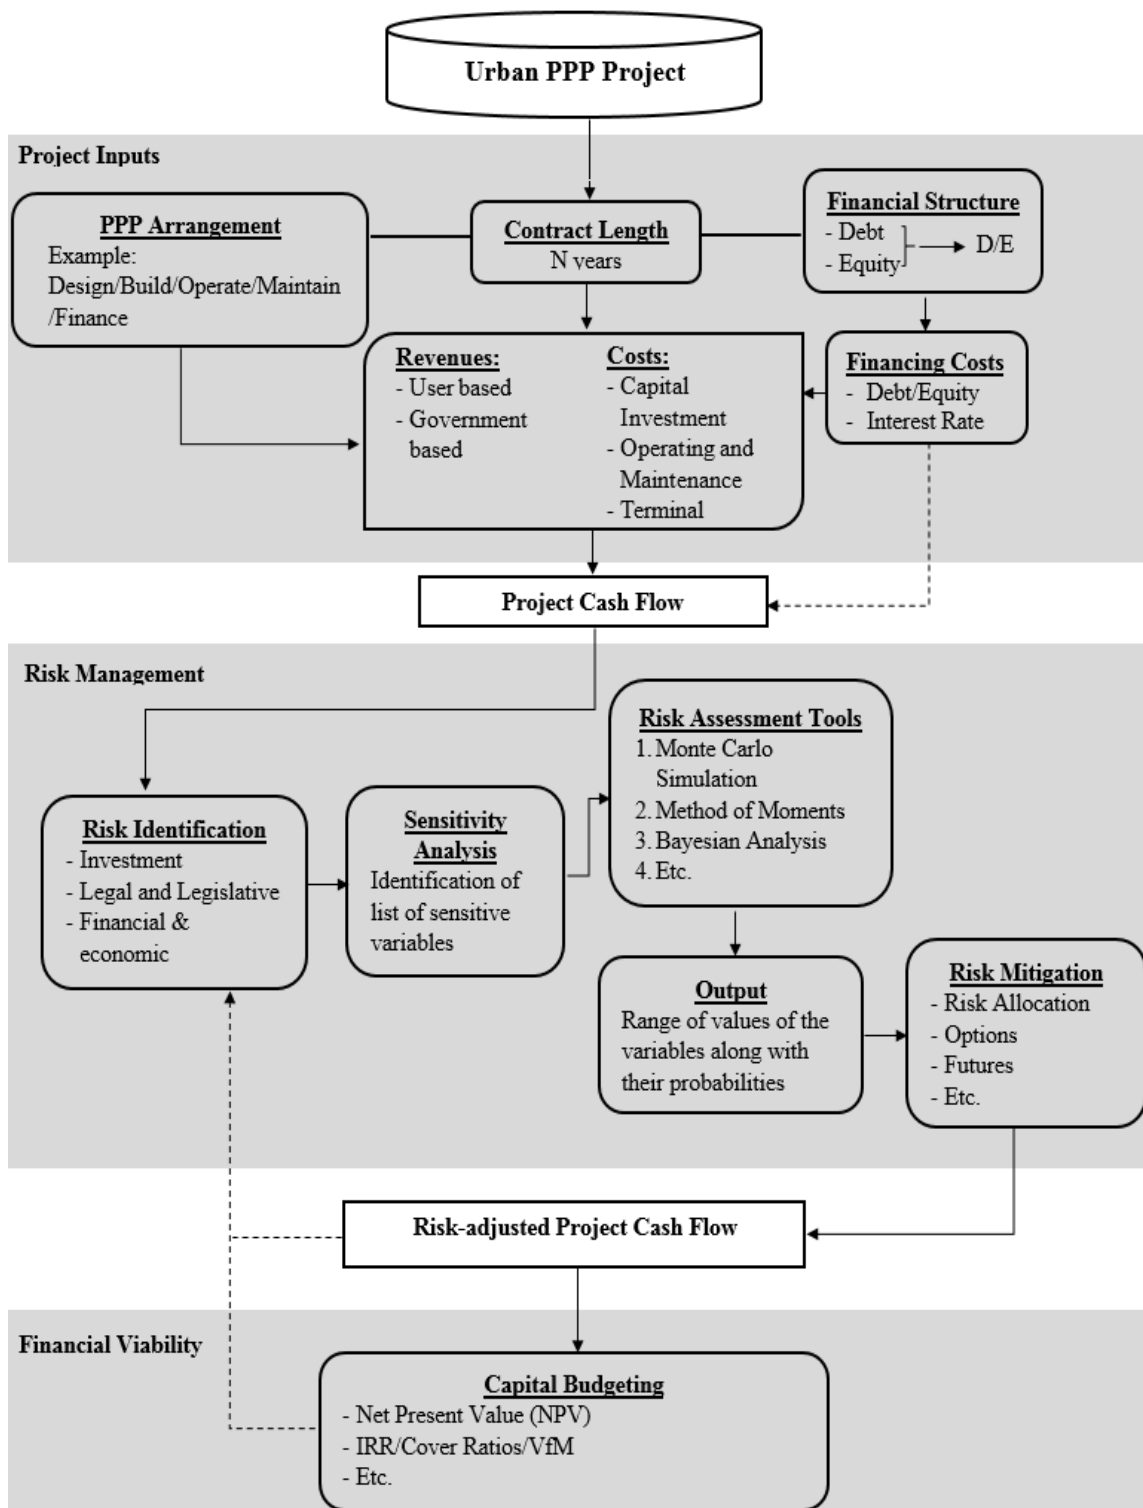 Urban PPP Project
Project Inputs
PPP Arrangement
Example:
Design/Build/Operate/Maintain
/Finance
Contract Length
N years
Financial Structure
- Debt
- Equity
D/E
Revenues:
- User based
- Government
based
Costs:
- Capital
Investment
- Operating and
Maintenance
- Terminal
Financing Costs
- Debt/Equity
- Interest Rate
Project Cash Flow
Risk Management
Risk Identification
- Investment
- Legal and Legislative
- Financial &
economic
Sensitivity
Analysis
Identification of
list of sensitive
variables
Risk Assessment Tools
1. Monte Carlo
Simulation
2. Method of Moments
3. Bayesian Analysis
4. Etc.
Output
Range of values of the
variables along with
their probabilities
Risk Mitigation
- Risk Allocation
- Options
- Futures
- Etc.
Risk-adjusted Project Cash Flow
Financial Viability
Capital Budgeting
- Net Present Value (NPV)
- IRR/Cover Ratios/VfM
- Etc.